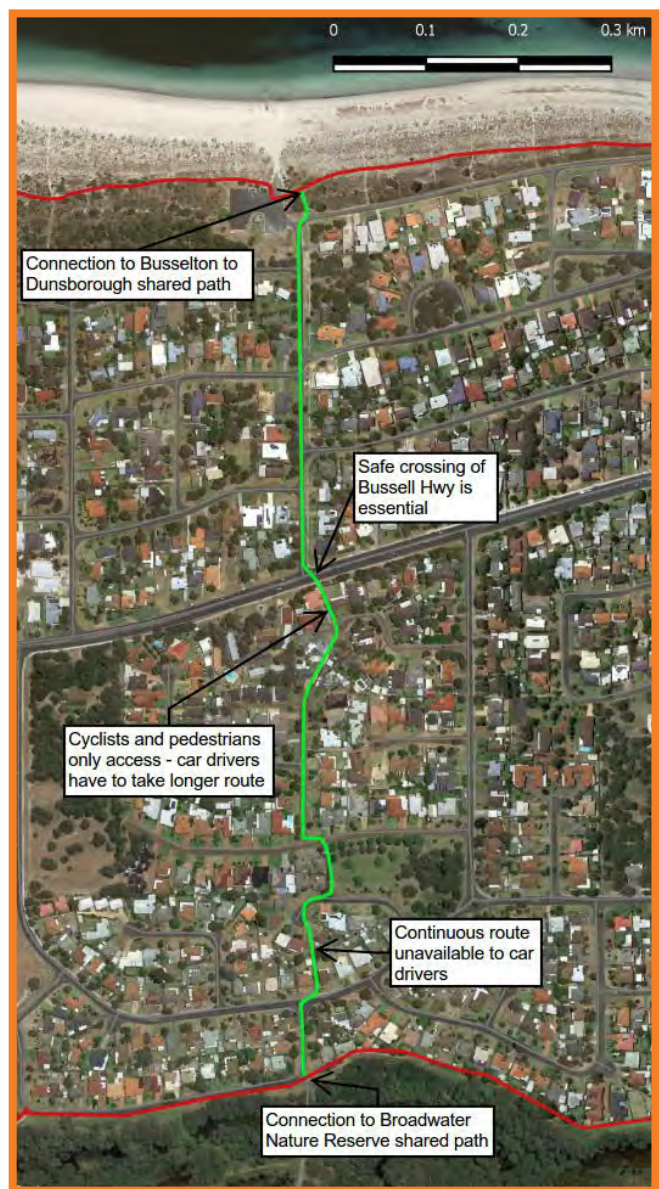 0 0.1 0.2 0.3 km
Connection to Busselton to
Dunsborough shared path
Safe crossing of
Bussell Hwy is
essential
Cyclists and pedestrians
only access - car drivers
have to take longer route
Continuous route
unavailable to car
drivers
Connection to Broadwater
Nature Reserve shared path